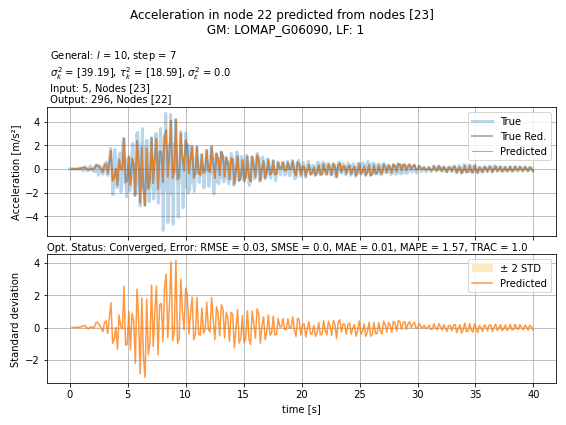 Acceleration in node 22 predicted from nodes [23]
GM: LOMAP_G06090, LF: 1
General: l = 10, step = 7
σ²ₖ = [39.19], τ²ₖ = [18.59], σ²ε = 0.0
Input: 5, Nodes [23]
Output: 296, Nodes [22]
Acceleration [m/s²]
4
2
0
−2
−4
True
True Red.
Predicted
Opt. Status: Converged, Error: RMSE = 0.03, SMSE = 0.0, MAE = 0.01, MAPE = 1.57, TRAC = 1.0
Standard deviation
4
2
0
−2
± 2 STD
Predicted
0 5 10 15 20 25 30 35 40
time [s]